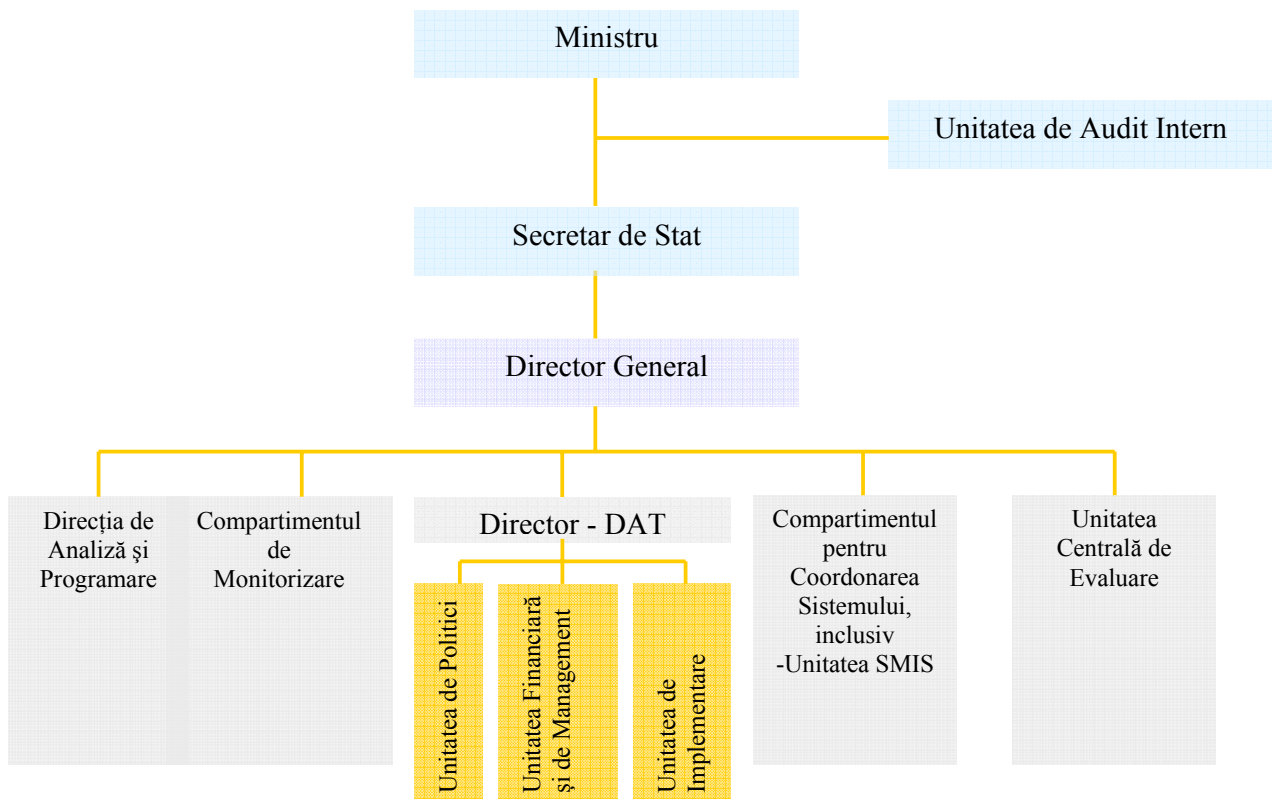 Ministru
Unitatea de Audit Intern
Secretar de Stat
Director General
Direcția de
Analiză şi
Programare
Compartimentul
de
Monitorizare
Director - DAT
Unitatea de Politici
Unitatea Financiară
şi de Management
Unitatea de
Implementare
Compartimentul
pentru
Coordonarea
Sistemului,
inclusiv
-Unitatea SMIS
Unitatea
Centrală de
Evaluare